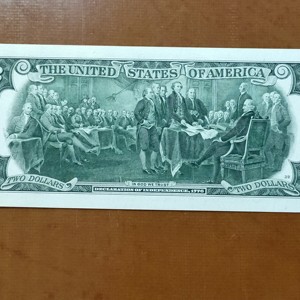 THE UNITED STATES OF AMERICA
IN GOD WE TRUST
TWO DOLLARS
TWO DOLLARS
DECLARATION OF INDEPENDENCE, 1776